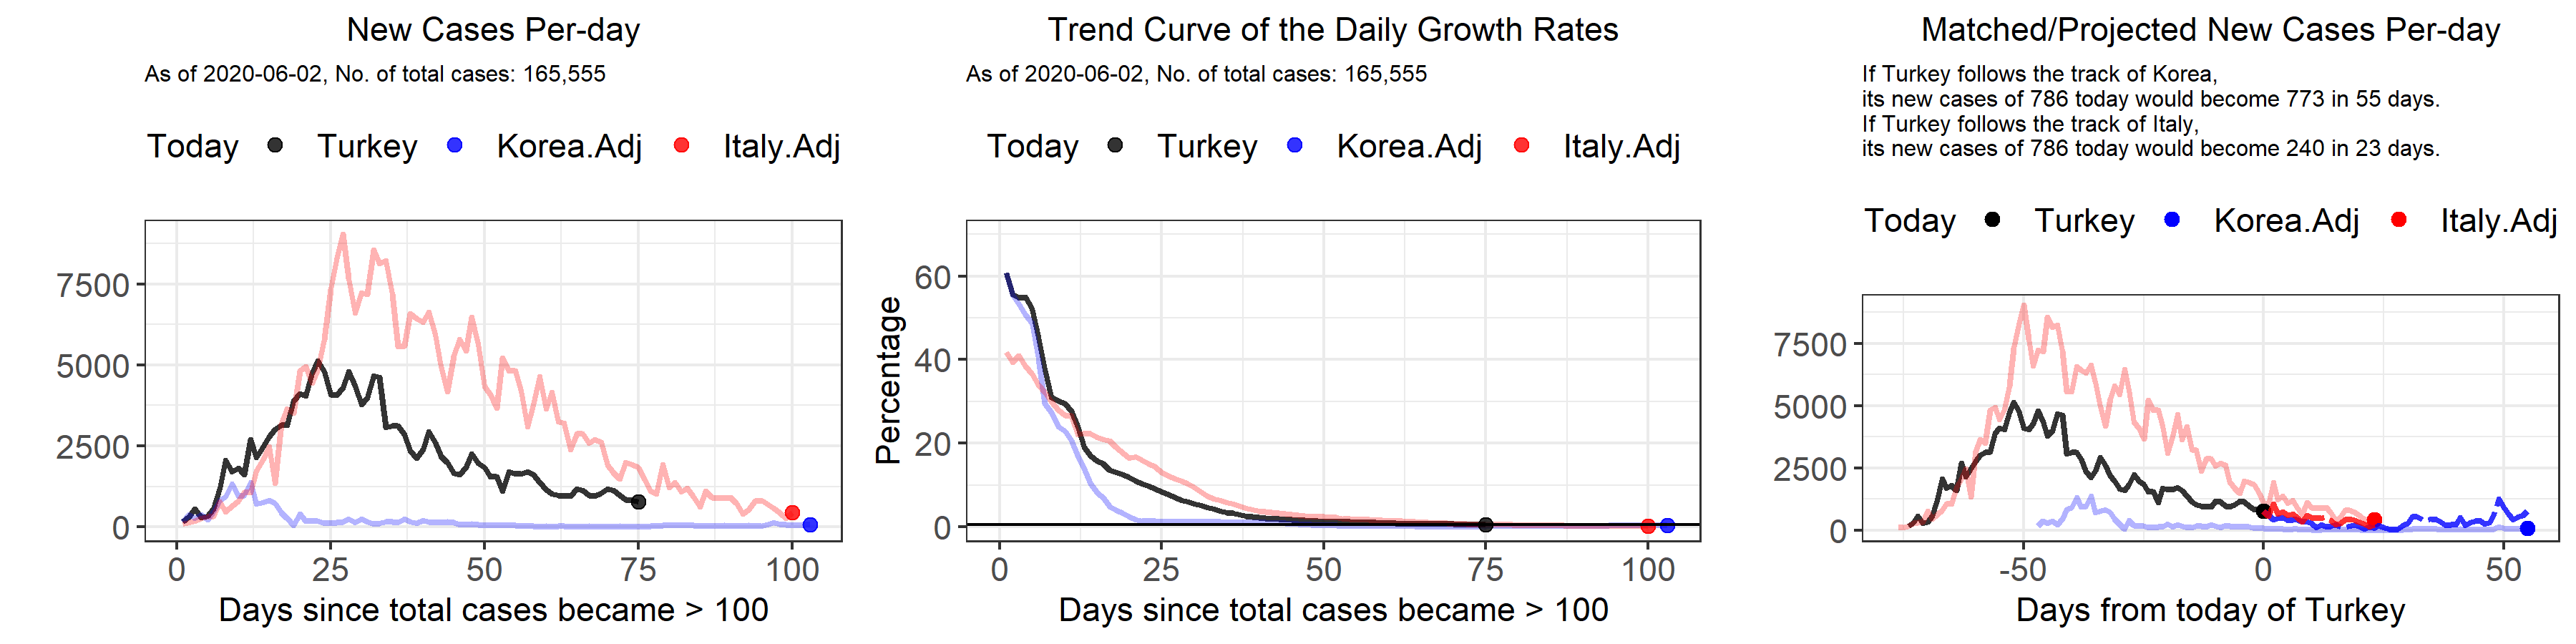 New Cases Per-day
As of 2020-06-02, No. of total cases: 165,555
Today Turkey Korea.Adj Italy.Adj
7500
5000
2500
0
0 25 50 75 100
Days since total cases became > 100
Trend Curve of the Daily Growth Rates
As of 2020-06-02, No. of total cases: 165,555
Today Turkey Korea.Adj Italy.Adj
Percentage
60
40
20
0
0 25 50 75 100
Days since total cases became > 100
Matched/Projected New Cases Per-day
If Turkey follows the track of Korea,
its new cases of 786 today would become 773 in 55 days.
If Turkey follows the track of Italy,
its new cases of 786 today would become 240 in 23 days.
Today Turkey Korea.Adj Italy.Adj
7500
5000
2500
0
-50 0 50
Days from today of Turkey